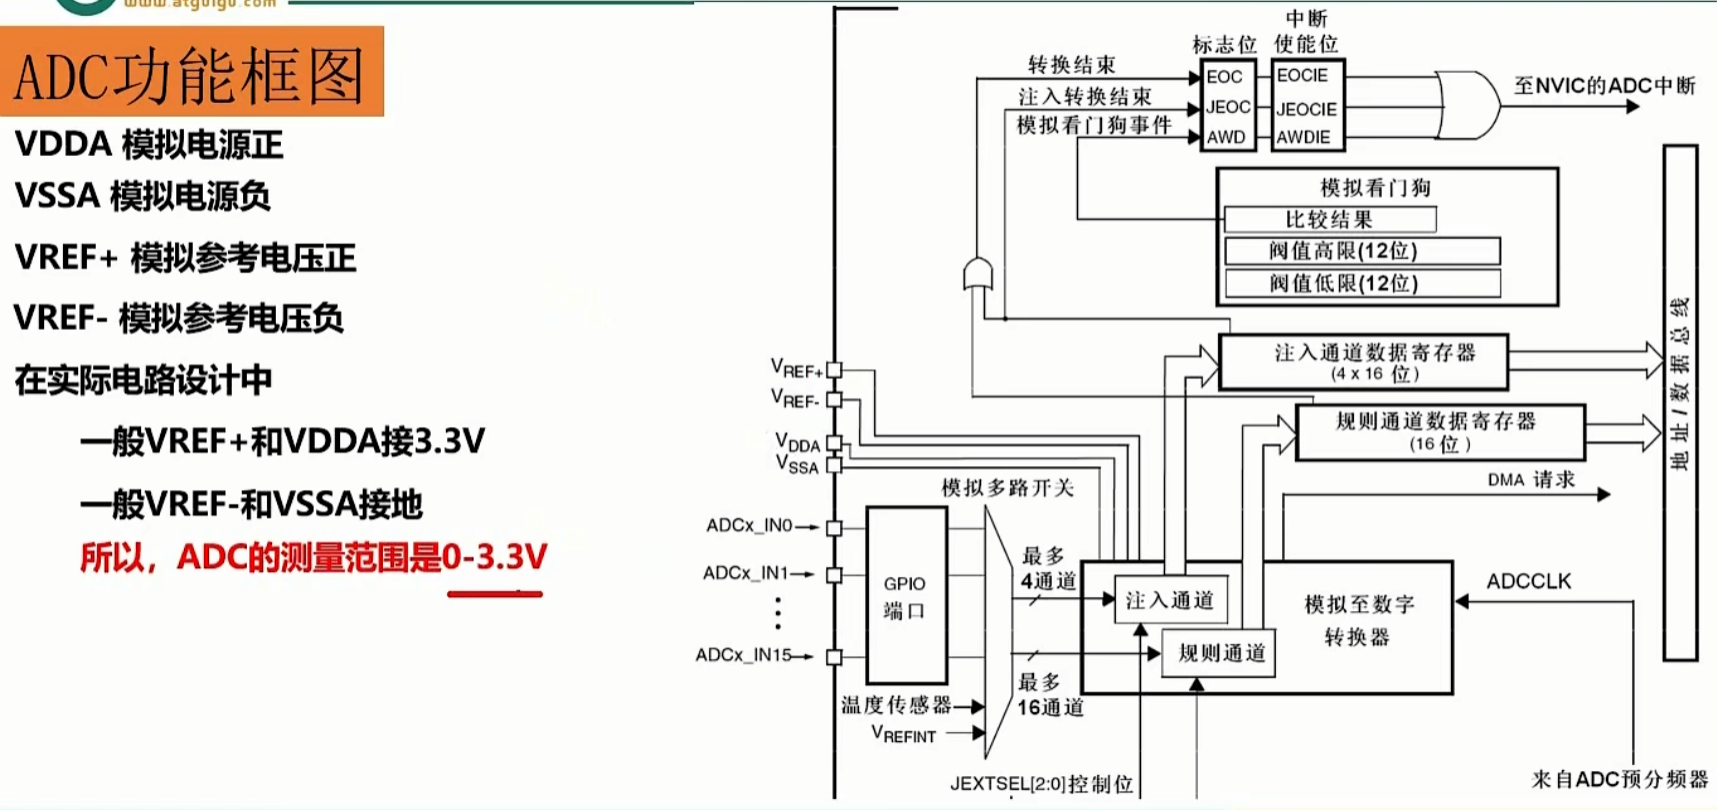 www.atguigu.com
ADC功能框图
VDDA 模拟电源正
VSSA 模拟电源负
VREF+ 模拟参考电压正
VREF- 模拟参考电压负
在实际电路设计中
一般VREF+和VDDA接3.3V
一般VREF-和VSSA接地
所以，ADC的测量范围是0-3.3V
中断
标志位 使能位
转换结束
EOC
EOCIE
至NVIC的ADC中断
注入转换结束
JEOC
JEOCIE
模拟看门狗事件
AWD
AWDIE
模拟看门狗
比较结果
阀值高限(12位)
阀值低限(12位)
地址/数据总线
注入通道数据寄存器
(4 x 16 位)
规则通道数据寄存器
(16 位)
DMA 请求
VREF+
VREF-
VDDA
VSSA
模拟多路开关
ADCx_IN0
ADCx_IN1
ADCx_IN15
GPIO
端口
最多
4通道
注入通道
规则通道
模拟至数字
转换器
ADCCLK
最多
16通道
温度传感器
VREFINT
JEXTSEL[2:0]控制位
来自ADC预分频器